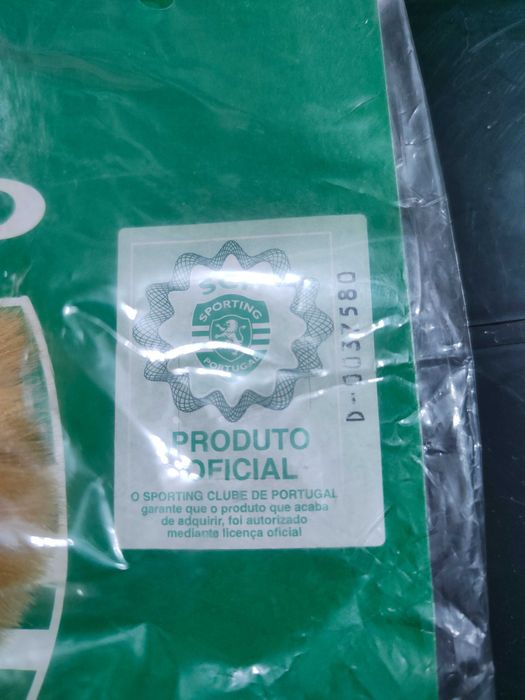 SPORTING
PORTUGAL
D-0037580
PRODUTO
OFICIAL
O SPORTING CLUBE DE PORTUGAL
garante que o produto que acaba
de adquirir, foi autorizado
mediante licença oficial